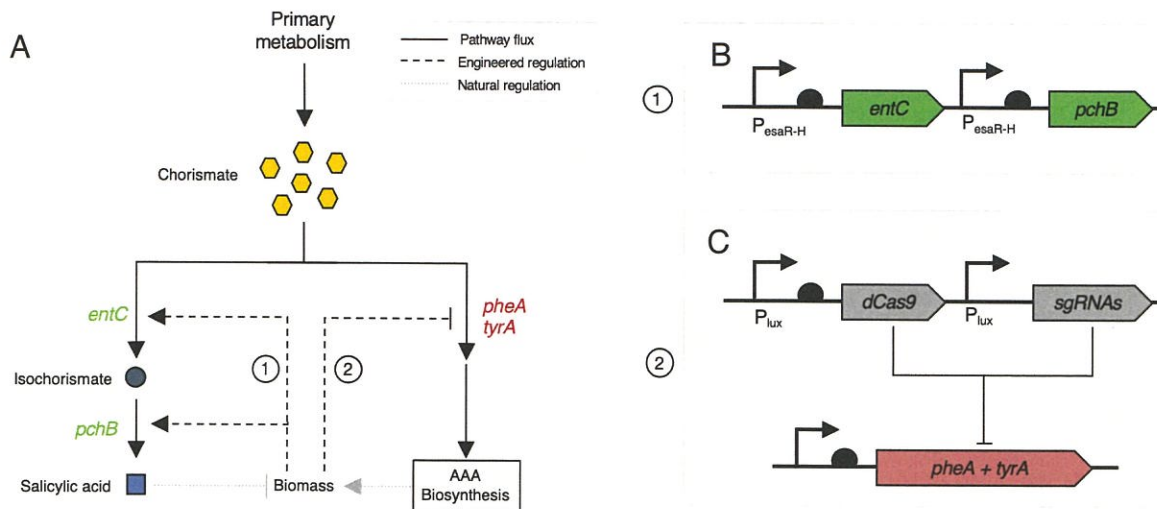 A
Primary
metabolism
Pathway flux
Engineered regulation
Natural regulation
Chorismate
entC
pheA
tyrA
1
2
Isochorismate
pchB
Salicylic acid
Biomass
AAA
Biosynthesis
B
1
PesaR-H
entC
PesaR-H
pchB
C
2
Plux
dCas9
Plux
sgRNAs
pheA + tyrA